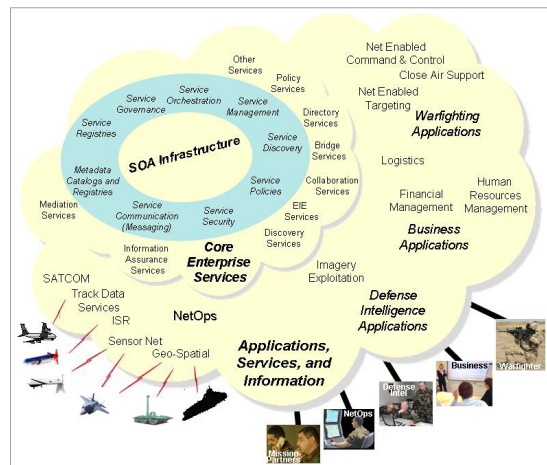 Other
Services
Policy
Services
Net Enabled
Command & Control
Close Air Support
Net Enabled
Targeting
Warfighting
Applications
Service
Orchestration
Service
Governance
Service
Management
Directory
Services
Service
Registries
SOA Infrastructure
Service
Discovery
Bridge
Services
Logistics
Metadata
Catalogs and
Registries
Service
Policies
Collaboration
Services
Mediation
Services
Service
Communication
(Messaging)
Service
Security
EIE
Services
Financial
Management
Human
Resources
Management
Discovery
Services
Business
Applications
Information
Assurance
Services
Core
Enterprise
Services
Imagery
Exploitation
SATCOM
Track Data
Services
ISR
NetOps
Defense
Intelligence
Applications
Sensor Net
Geo-Spatial
Applications,
Services, and
Information
Warfighter
Business
Defense
Intel
NetOps
Mission
Partners